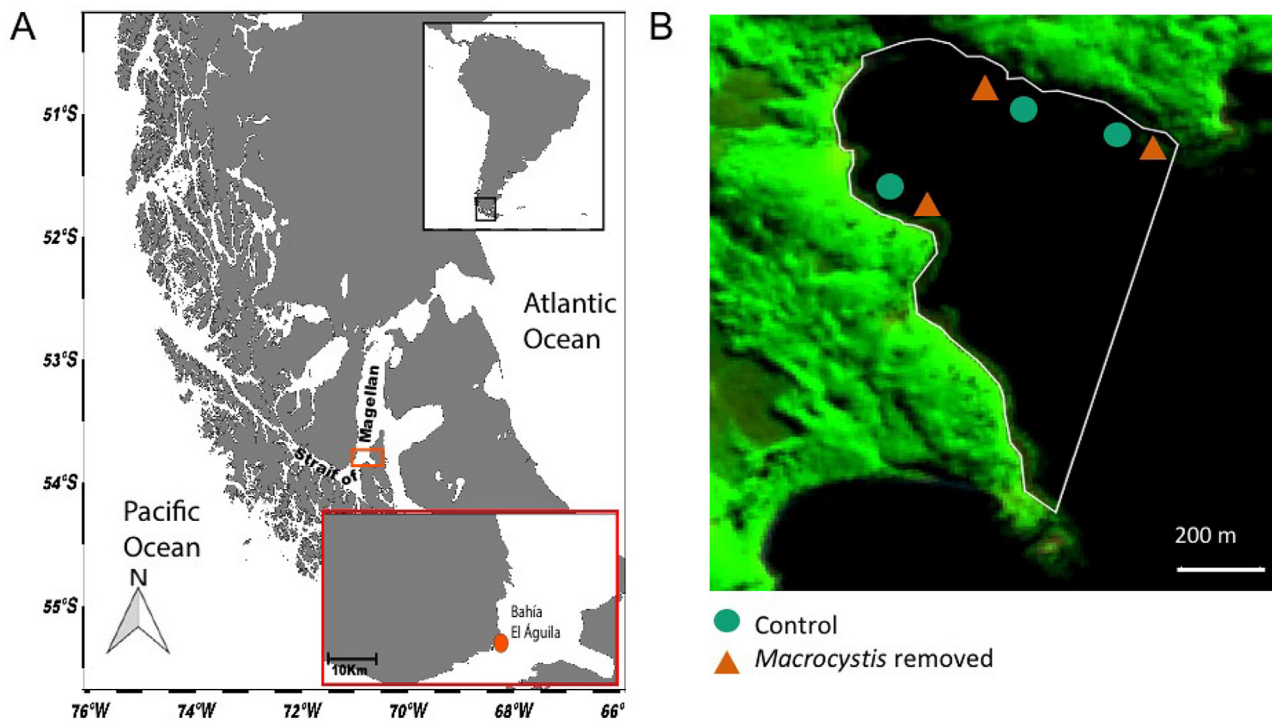 A
B
51°S
52°S
53°S
54°S
55°S
Atlantic
Ocean
Magellan
Strait of
Pacific
Ocean
N
Bahía
El Águila
10Km
76°W
74°W
72°W
70°W
68°W
66°
200 m
Control
Macrocystis removed